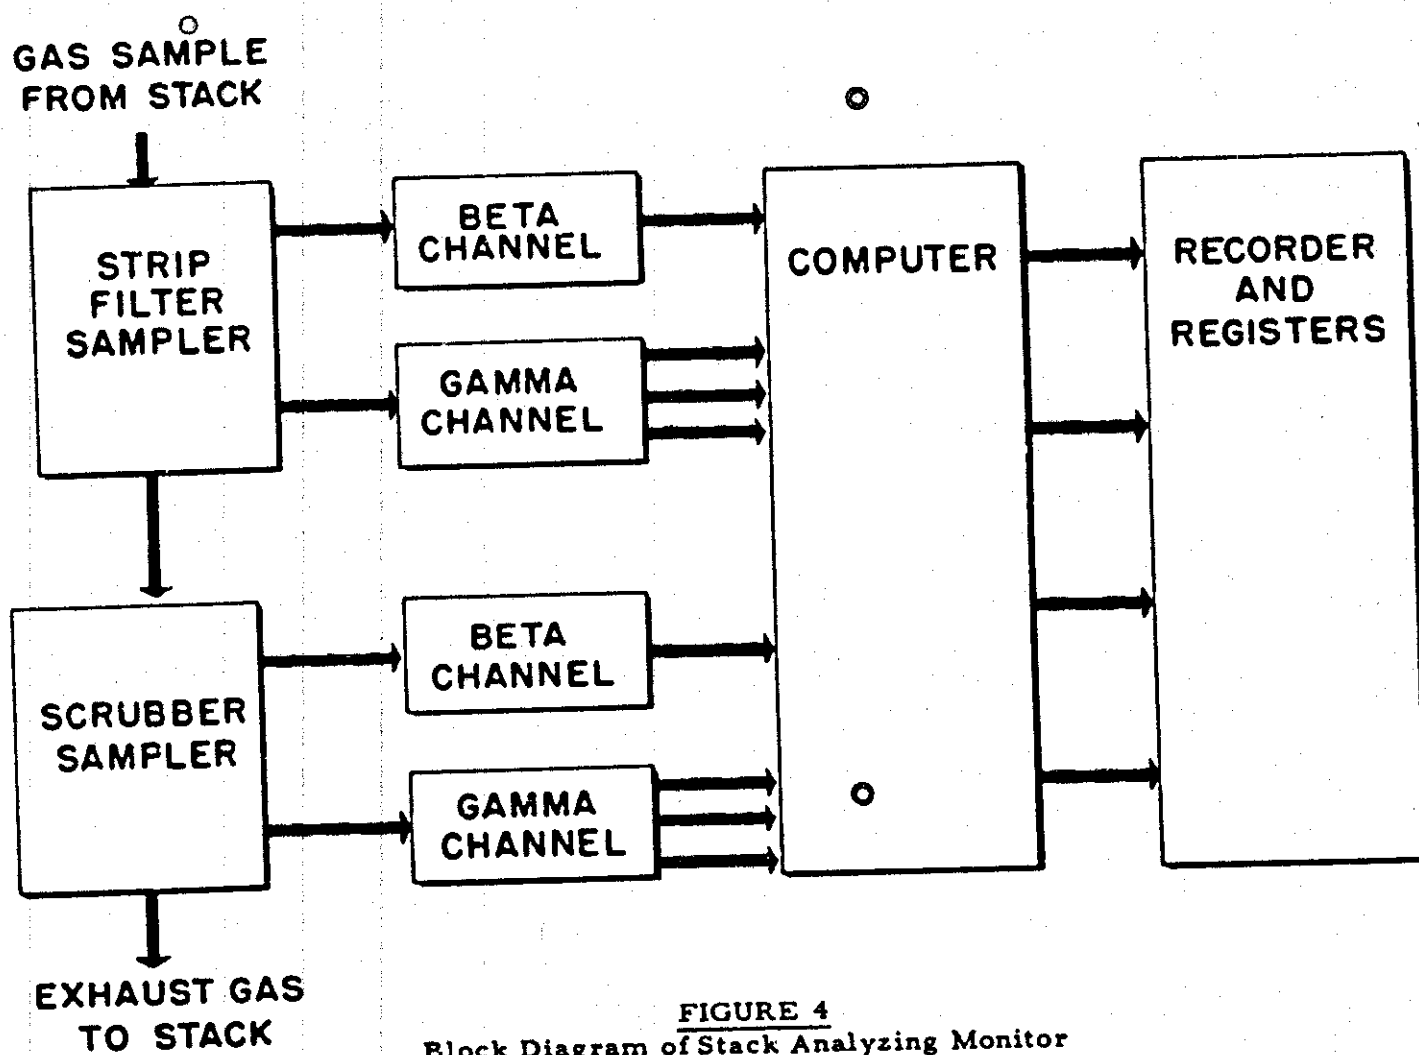 GAS SAMPLE
FROM STACK
STRIP
FILTER
SAMPLER
BETA
CHANNEL
GAMMA
CHANNEL
COMPUTER
RECORDER
AND
REGISTERS
SCRUBBER
SAMPLER
BETA
CHANNEL
GAMMA
CHANNEL
EXHAUST GAS
TO STACK
FIGURE 4
Block Diagram of Stack Analyzing Monitor